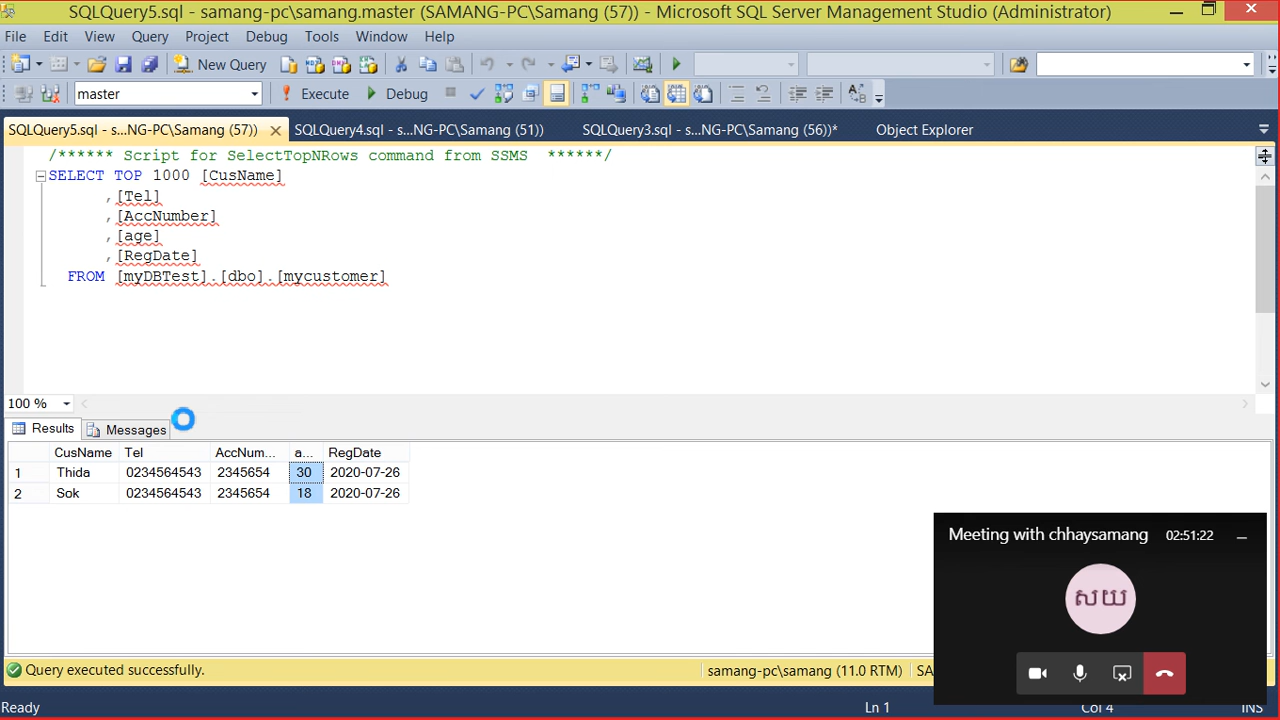 SQLQuery5.sql - samang-pc\samang.master (SAMANG-PC\Samang (57)) - Microsoft SQL Server Management Studio (Administrator)
File Edit View Query Project Debug Tools Window Help
New Query
master Execute Debug
SQLQuery5.sql - s...NG-PC\Samang (57)) SQLQuery4.sql - s...NG-PC\Samang (51)) SQLQuery3.sql - s...NG-PC\Samang (56))* Object Explorer
/****** Script for SelectTopNRows command from SSMS ******/
SELECT TOP 1000 [CusName]
,[Tel]
,[AccNumber]
,[age]
,[RegDate]
FROM [myDBTest].[dbo].[mycustomer]
100 %
Results Messages
CusName Tel AccNum... a... RegDate
1 Thida 0234564543 2345654 30 2020-07-26
2 Sok 0234564543 2345654 18 2020-07-26
Meeting with chhaysamang 02:51:22
សយ
Query executed successfully. samang-pc\samang (11.0 RTM) SA
Ready Ln 1 Col 4 INS